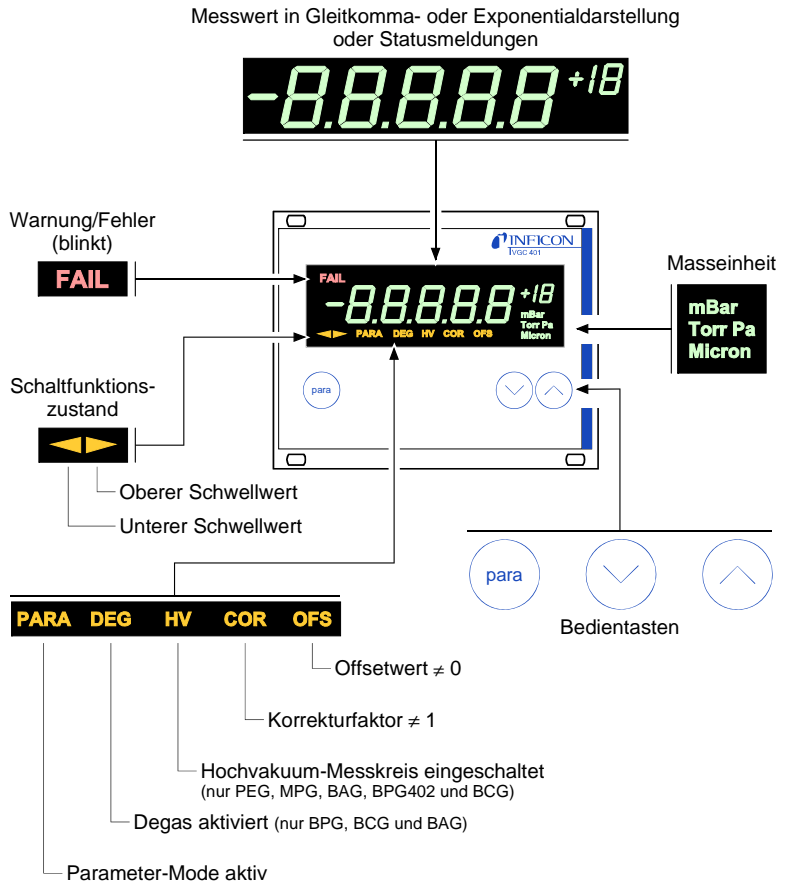 Messwert in Gleitkomma- oder Exponentialdarstellung
oder Statusmeldungen
-8.8.8.8.8 +18
Warnung/Fehler
(blinkt)
FAIL
INFICON
VGC 401
FAIL
-8.8.8.8.8 +18
mBar
Torr Pa
Micron
PARA DEG HV COR OFS
para
Masseinheit
mBar
Torr Pa
Micron
Schaltfunktions-
zustand
Oberer Schwellwert
Unterer Schwellwert
para
Bedientasten
PARA DEG HV COR OFS
Offsetwert ≠ 0
Korrekturfaktor ≠ 1
Hochvakuum-Messkreis eingeschaltet
(nur PEG, MPG, BAG, BPG402 und BCG)
Degas aktiviert (nur BPG, BCG und BAG)
Parameter-Mode aktiv